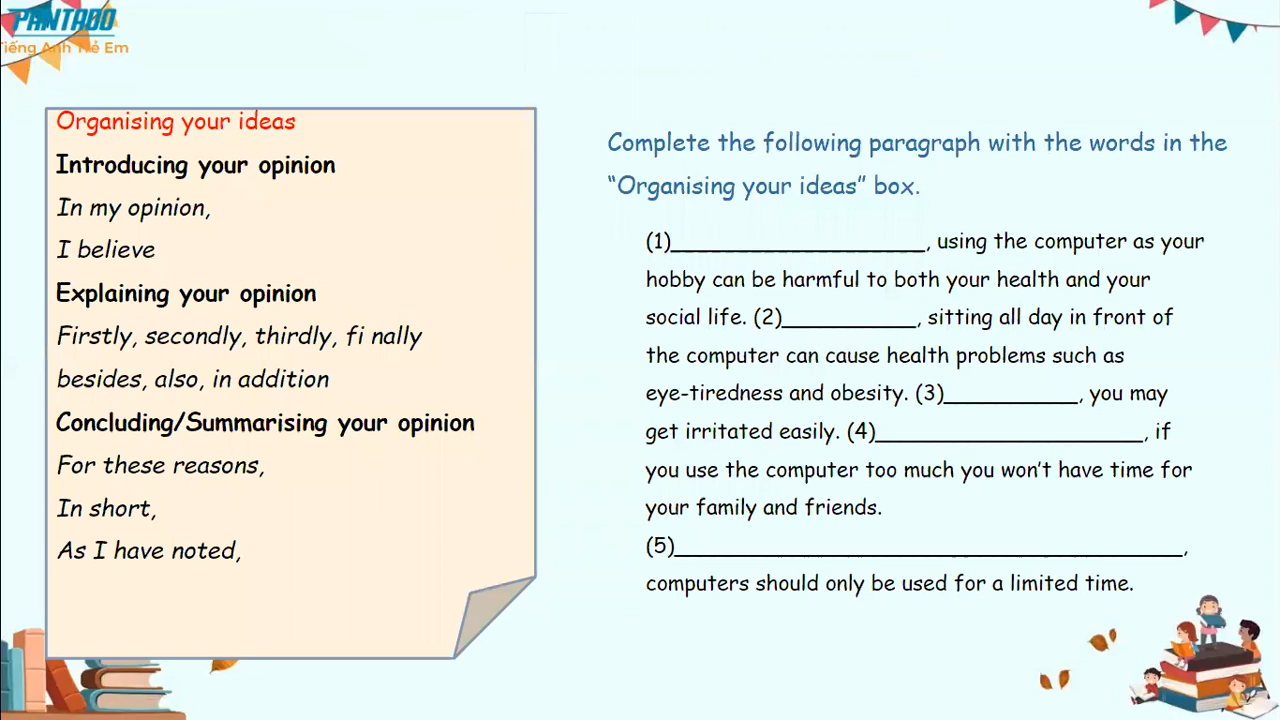 PANTADO
Tiếng Anh Trẻ Em
Organising your ideas
Introducing your opinion
In my opinion,
I believe
Explaining your opinion
Firstly, secondly, thirdly, fi nally
besides, also, in addition
Concluding/Summarising your opinion
For these reasons,
In short,
As I have noted,
Complete the following paragraph with the words in the
“Organising your ideas” box.
(1)___________________, using the computer as your
hobby can be harmful to both your health and your
social life. (2)__________, sitting all day in front of
the computer can cause health problems such as
eye-tiredness and obesity. (3)__________, you may
get irritated easily. (4)____________________, if
you use the computer too much you won’t have time for
your family and friends.
(5)______________________________________,
computers should only be used for a limited time.